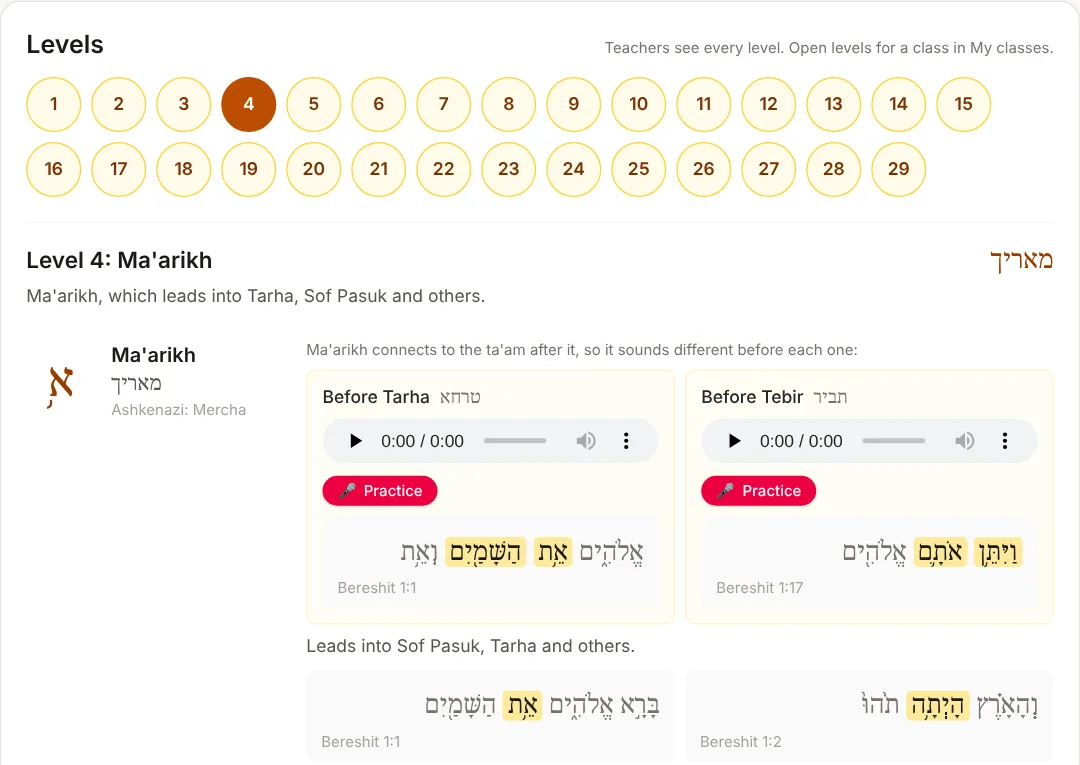 Levels
Teachers see every level. Open levels for a class in My classes.
1 2 3 4 5 6 7 8 9 10 11 12 13 14 15
16 17 18 19 20 21 22 23 24 25 26 27 28 29
Level 4: Ma'arikh
מאריך
Ma'arikh, which leads into Tarha, Sof Pasuk and others.
א֥
Ma'arikh
מאריך
Ashkenazi: Mercha
Ma'arikh connects to the ta'am after it, so it sounds different before each one:
Before Tarha טרחא
0:00 / 0:00
Practice
אֱלֹהִ֑ים אֵ֥ת הַשָּׁמַ֖יִם וְאֵ֥ת
Bereshit 1:1
Before Tebir תביר
0:00 / 0:00
Practice
וַיִּתֵּ֥ן אֹתָ֛ם אֱלֹהִ֖ים
Bereshit 1:17
Leads into Sof Pasuk, Tarha and others.
בָּרָ֣א אֱלֹהִ֑ים אֵ֥ת הַשָּׁמַ֖יִם
Bereshit 1:1
וְהָאָ֗רֶץ הָיְתָ֥ה תֹ֙הוּ֙
Bereshit 1:2